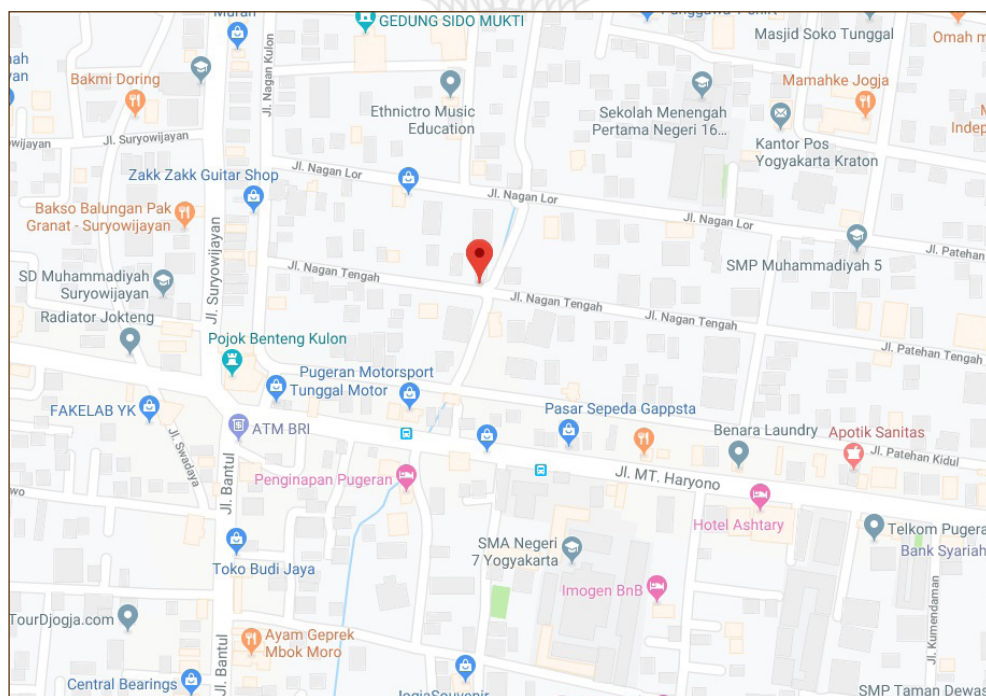 GEDUNG SIDO MUKTI
Masjid Soko Tunggal
Omah m
Bakmi Doring
Jl. Nagan Kulon
Ethnictro Music
Education
Sekolah Menengah
Pertama Negeri 16...
Mamahke Jogja
Kantor Pos
Yogyakarta Kraton
Jl. Suryowijayan
Zakk Zakk Guitar Shop
Jl. Nagan Lor
Jl. Nagan Lor
Jl. Nagan Lor
Bakso Balungan Pak
Granat - Suryowijayan
Jl. Suryowijayan
Jl. Patehan
SMP Muhammadiyah 5
SD Muhammadiyah
Suryowijayan
Jl. Nagan Tengah
Jl. Nagan Tengah
Jl. Nagan Tengah
Jl. Patehan Tengah
Radiator Jokteng
Pojok Benteng Kulon
Pugeran Motorsport
Tunggal Motor
FAKELAB YK
ATM BRI
Pasar Sepeda Gappsta
Benara Laundry
Apotik Sanitas
Jl. Patehan Kidul
Jl. Swadaya
Jl. Bantul
Penginapan Pugeran
Jl. MT. Haryono
Hotel Ashtary
Telkom Pugera
Bank Syariah
SMA Negeri
7 Yogyakarta
Toko Budi Jaya
Imogen BnB
TourDjogja.com
Ayam Geprek
Mbok Moro
Jl. Kumendaman
Jl. Bantul
Central Bearings
JogjaSouvenir
SMP Taman Dewas